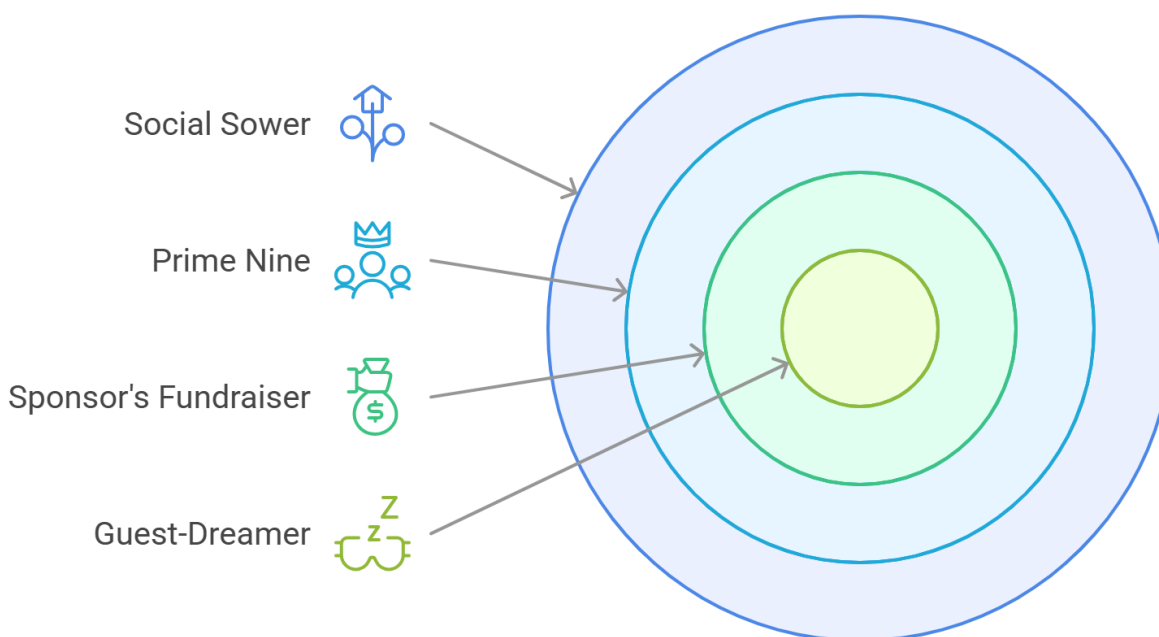 Social Sower
Prime Nine
$
Sponsor's Fundraiser
Z
z
Guest-Dreamer